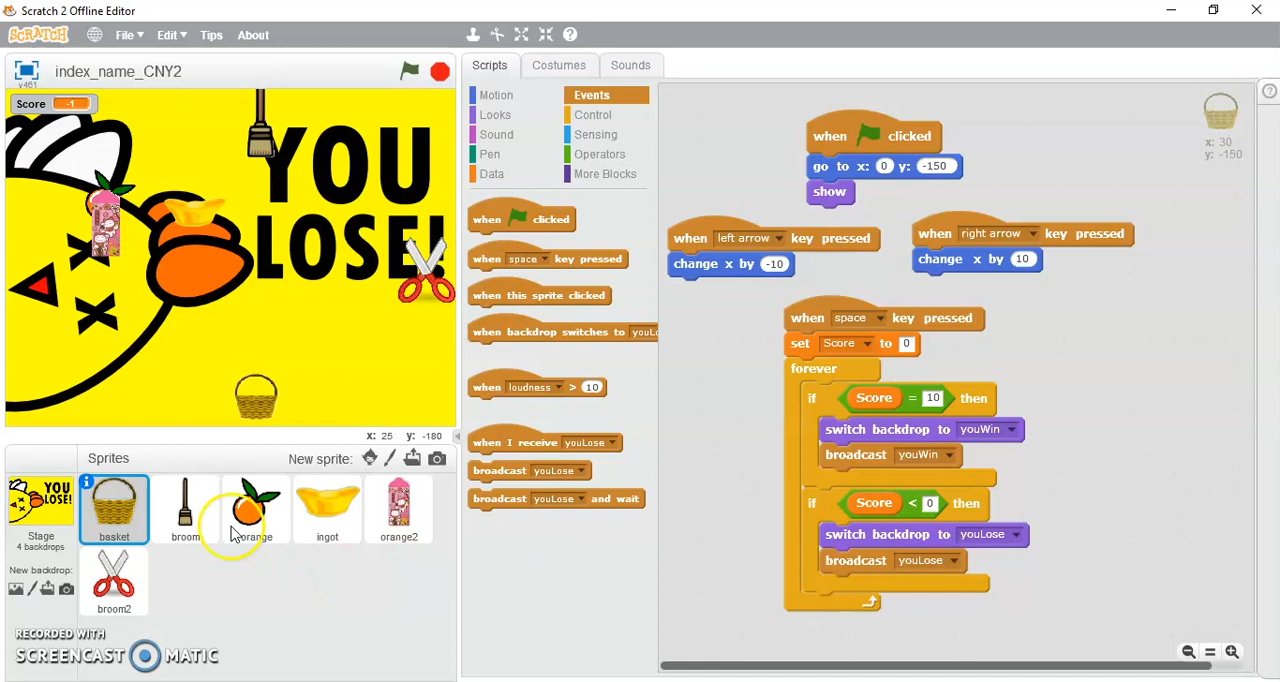 Scratch 2 Offline Editor
SCRATCH File Edit Tips About
index_name_CNY2
v461
Score -1
YOU
LOSE!
x: 25 y: -180
Sprites New sprite:
YOU
LOSE!
Stage
4 backdrops
New backdrop:
basket
broom
orange
ingot
orange2
broom2
RECORDED WITH
SCREENCAST MATIC
Scripts Costumes Sounds
Motion Events
Looks Control
Sound Sensing
Pen Operators
Data More Blocks
when clicked
when space key pressed
when this sprite clicked
when backdrop switches to
when loudness > 10
when I receive youLose
broadcast youLose
broadcast youLose and wait
when clicked
go to x: 0 y: -150
show
when left arrow key pressed
change x by -10
when right arrow key pressed
change x by 10
when space key pressed
set Score to 0
forever
if Score = 10 then
switch backdrop to youWin
broadcast youWin
if Score < 0 then
switch backdrop to youLose
broadcast youLose
x: 30
y: -150